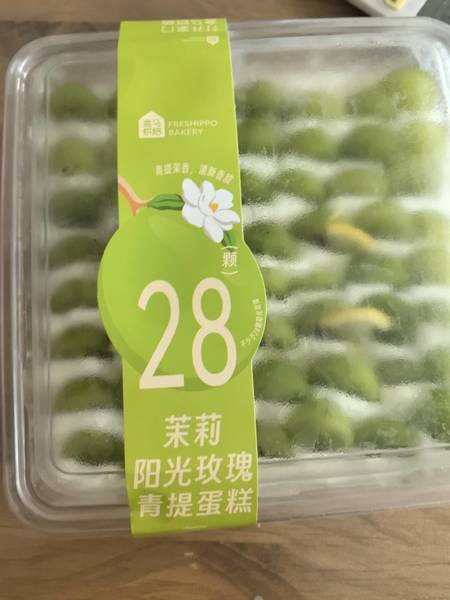 盒马
烘焙
FRESHIPPO
BAKERY
青提茉香，清新香甜
28
(颗)
茉莉
阳光玫瑰
青提蛋糕